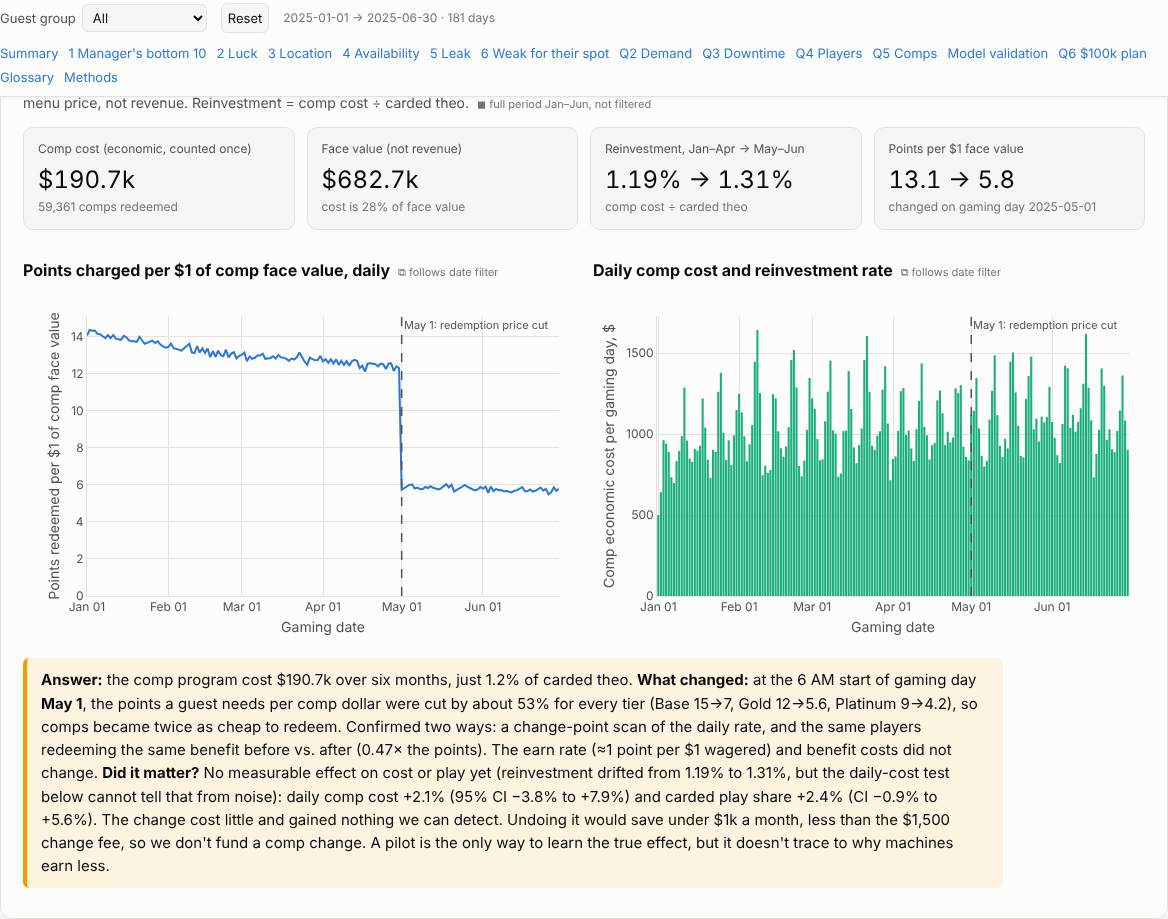 Guest group All Reset 2025-01-01 → 2025-06-30 · 181 days
Summary 1 Manager's bottom 10 2 Luck 3 Location 4 Availability 5 Leak 6 Weak for their spot Q2 Demand Q3 Downtime Q4 Players Q5 Comps Model validation Q6 $100k plan
Glossary Methods
menu price, not revenue. Reinvestment = comp cost ÷ carded theo. ■ full period Jan–Jun, not filtered
Comp cost (economic, counted once)
$190.7k
59,361 comps redeemed
Face value (not revenue)
$682.7k
cost is 28% of face value
Reinvestment, Jan–Apr → May–Jun
1.19% → 1.31%
comp cost ÷ carded theo
Points per $1 face value
13.1 → 5.8
changed on gaming day 2025-05-01
Points charged per $1 of comp face value, daily ⧉ follows date filter
Points redeemed per $1 of comp face value
14
12
10
8
6
4
2
0
May 1: redemption price cut
Jan 01 Feb 01 Mar 01 Apr 01 May 01 Jun 01
Gaming date
Daily comp cost and reinvestment rate ⧉ follows date filter
Comp economic cost per gaming day, $
1500
1000
500
0
May 1: redemption price cut
Jan 01 Feb 01 Mar 01 Apr 01 May 01 Jun 01
Gaming date
Answer: the comp program cost $190.7k over six months, just 1.2% of carded theo. What changed: at the 6 AM start of gaming day
May 1, the points a guest needs per comp dollar were cut by about 53% for every tier (Base 15→7, Gold 12→5.6, Platinum 9→4.2), so
comps became twice as cheap to redeem. Confirmed two ways: a change-point scan of the daily rate, and the same players
redeeming the same benefit before vs. after (0.47× the points). The earn rate (≈1 point per $1 wagered) and benefit costs did not
change. Did it matter? No measurable effect on cost or play yet (reinvestment drifted from 1.19% to 1.31%, but the daily-cost test
below cannot tell that from noise): daily comp cost +2.1% (95% CI −3.8% to +7.9%) and carded play share +2.4% (CI −0.9% to
+5.6%). The change cost little and gained nothing we can detect. Undoing it would save under $1k a month, less than the $1,500
change fee, so we don't fund a comp change. A pilot is the only way to learn the true effect, but it doesn't trace to why machines
earn less.